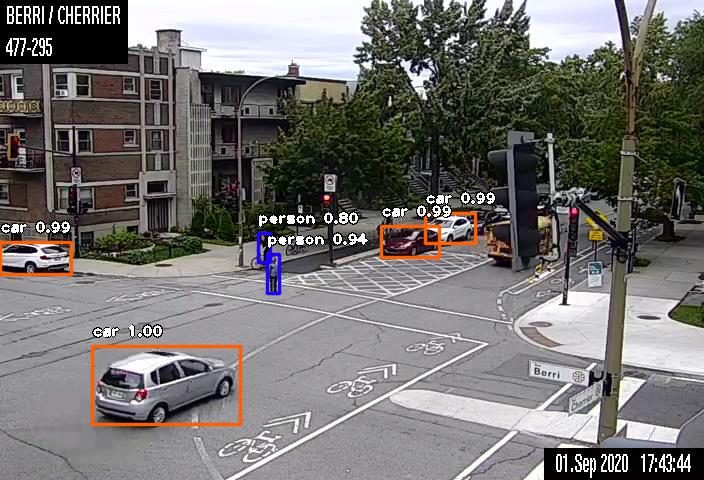 BERRI / CHERRIER
477-295
car 0.99
car 0.99
car 0.99
person 0.80
person 0.94
car 1.00
Berri
Cherrier
01.Sep 2020 17:43:44